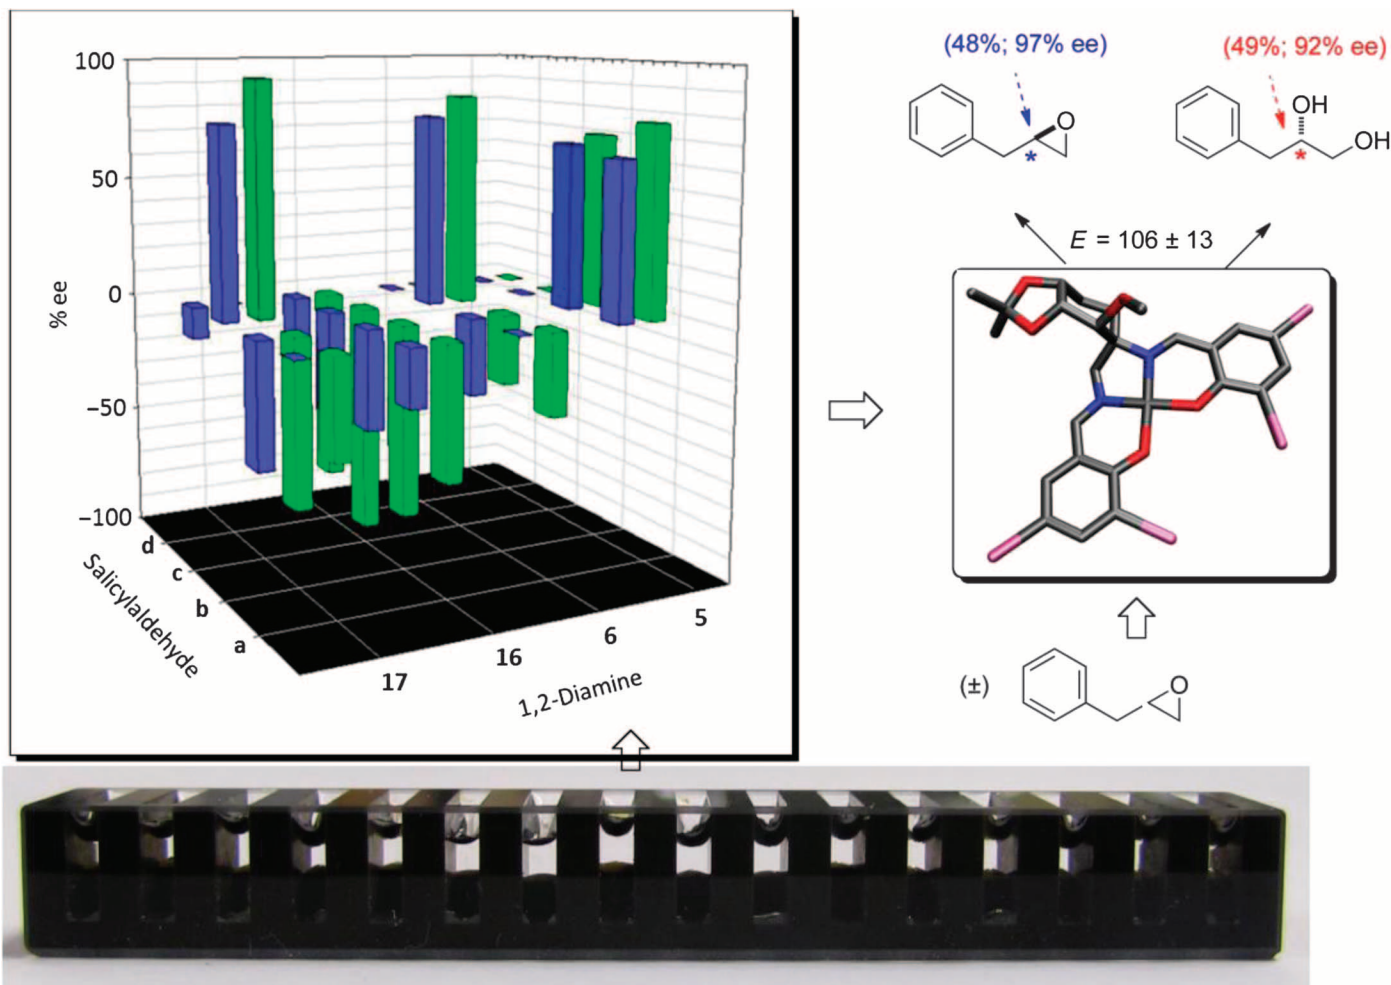 100
50
0
−50
−100
% ee
d
c
b
a
Salicylaldehyde
17
16
6
5
1,2-Diamine
(48%; 97% ee)
(49%; 92% ee)
O
*
OH
OH
*
E = 106 ± 13
(±)
O